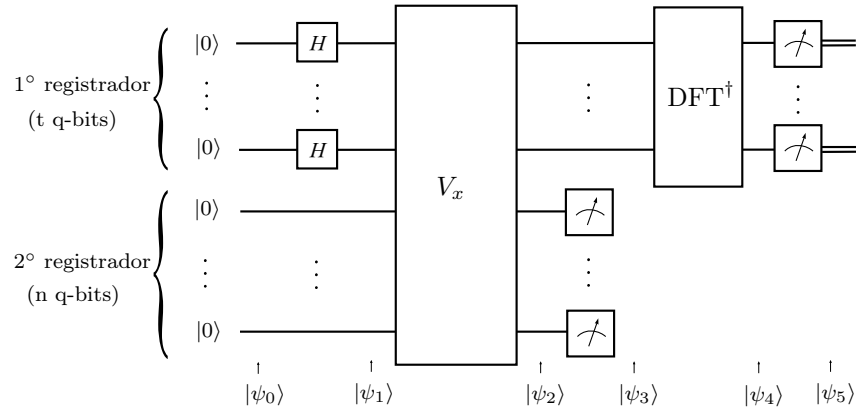 |0⟩ H
1° registrador
(t q-bits)
⋮ ⋮ ⋮ DFT† ⋮
|0⟩ H
V_x
|0⟩
2° registrador
(n q-bits)
⋮ ⋮ ⋮
|0⟩
|ψ₀⟩ |ψ₁⟩ |ψ₂⟩ |ψ₃⟩ |ψ₄⟩ |ψ₅⟩